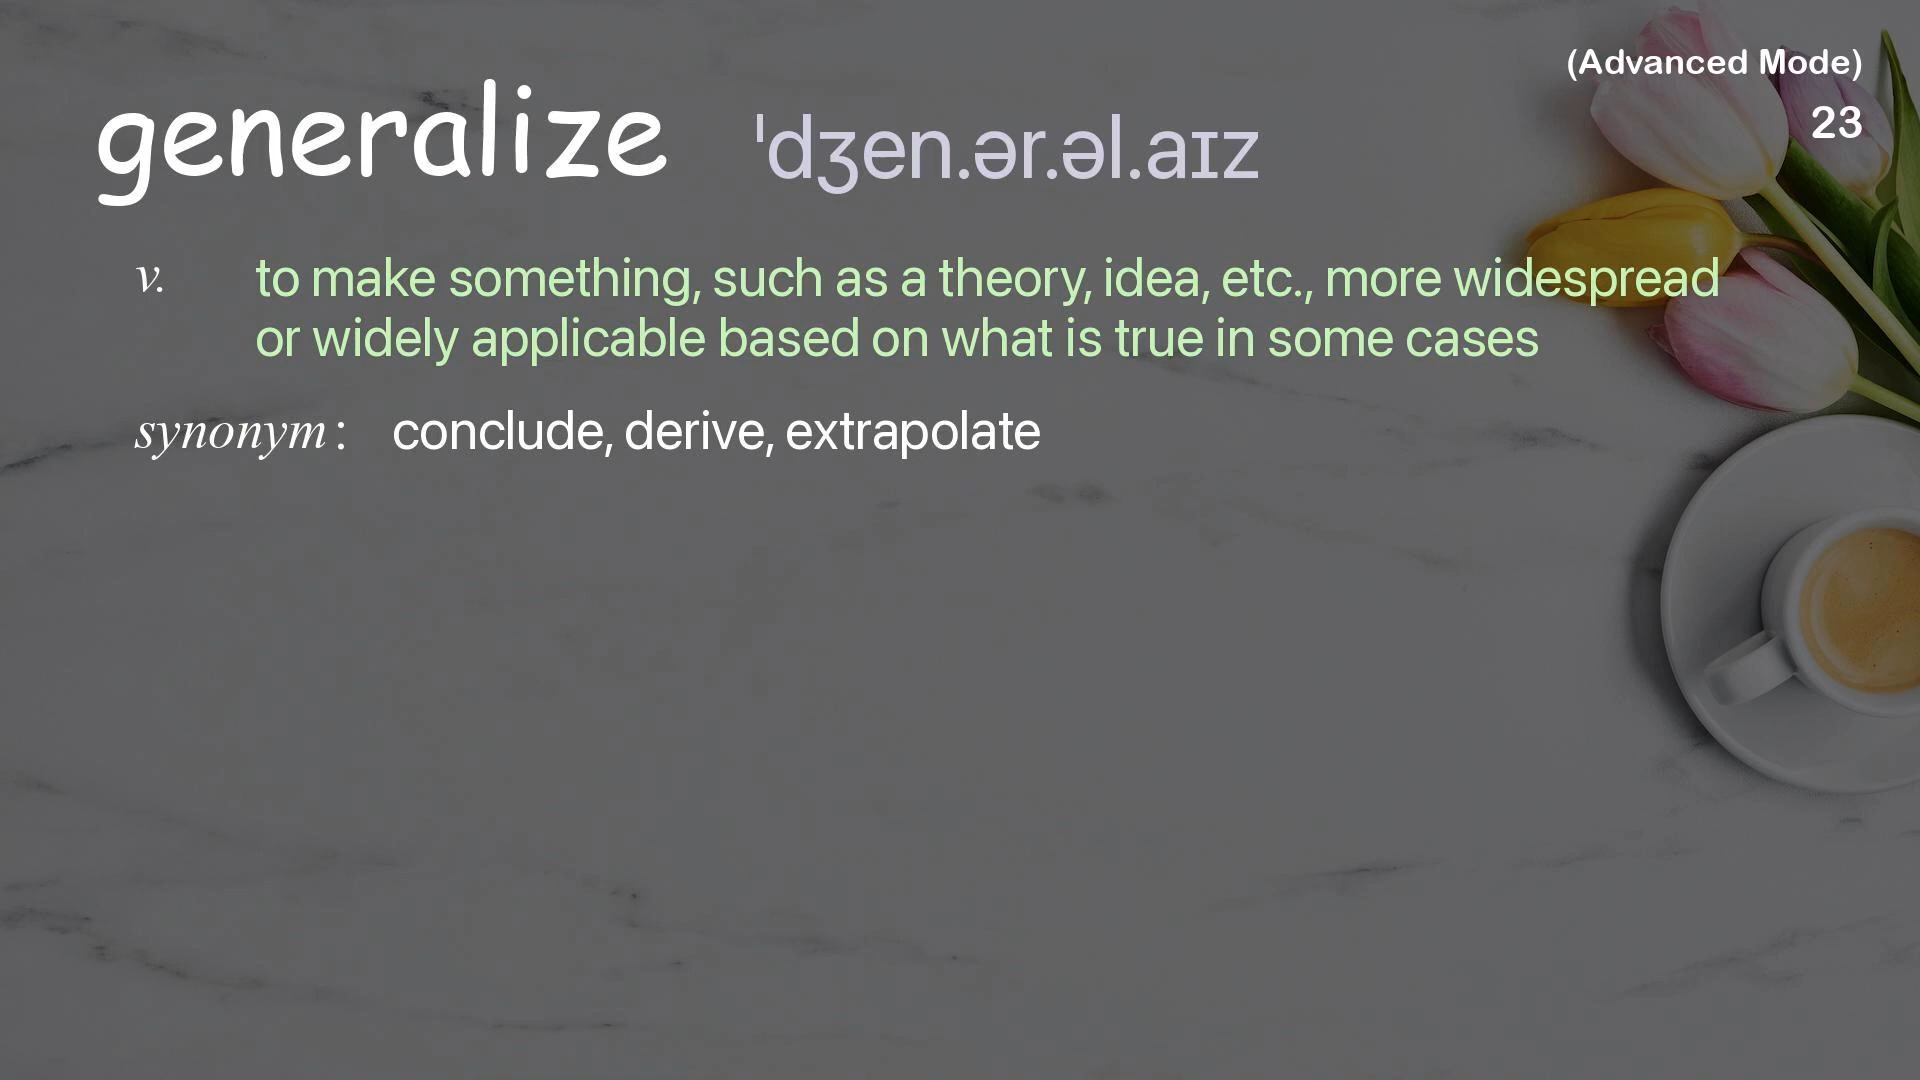 (Advanced Mode)
23
generalize ˈdʒen.ər.əl.aɪz
v. to make something, such as a theory, idea, etc., more widespread
or widely applicable based on what is true in some cases
synonym: conclude, derive, extrapolate